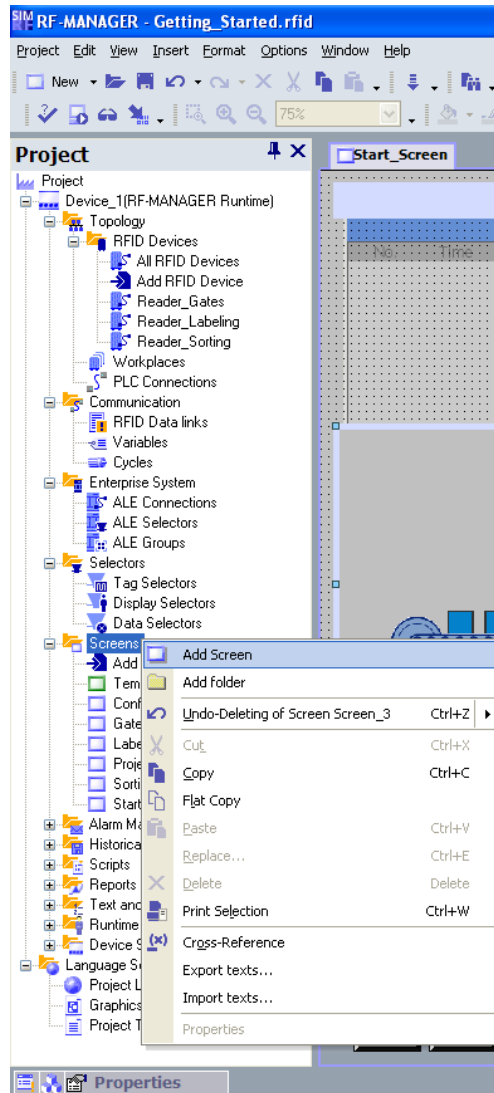 SIM RF-MANAGER - Getting_Started.rfid
Project Edit View Insert Format Options Window Help
New
75%
Project
Start_Screen
Project
Device_1(RF-MANAGER Runtime)
Topology
No. Time
RFID Devices
All RFID Devices
Add RFID Device
Reader_Gates
Reader_Labeling
Reader_Sorting
Workplaces
PLC Connections
Communication
RFID Data links
Variables
Cycles
Enterprise System
ALE Connections
ALE Selectors
ALE Groups
Selectors
Tag Selectors
Display Selectors
Data Selectors
Screens
Add Screen
Add
Tem
Add folder
Conf
Gate
Undo-Deleting of Screen Screen_3 Ctrl+Z
Labe
Cut Ctrl+X
Proje
Copy Ctrl+C
Sorti
Start
Flat Copy
Alarm Ma
Paste Ctrl+V
Historica
Replace... Ctrl+E
Scripts
Reports
Delete Delete
Text and
Print Selection Ctrl+W
Runtime
Device S
Cross-Reference
Language Se
Export texts...
Project L
Graphics
Import texts...
Project T
Properties
Properties